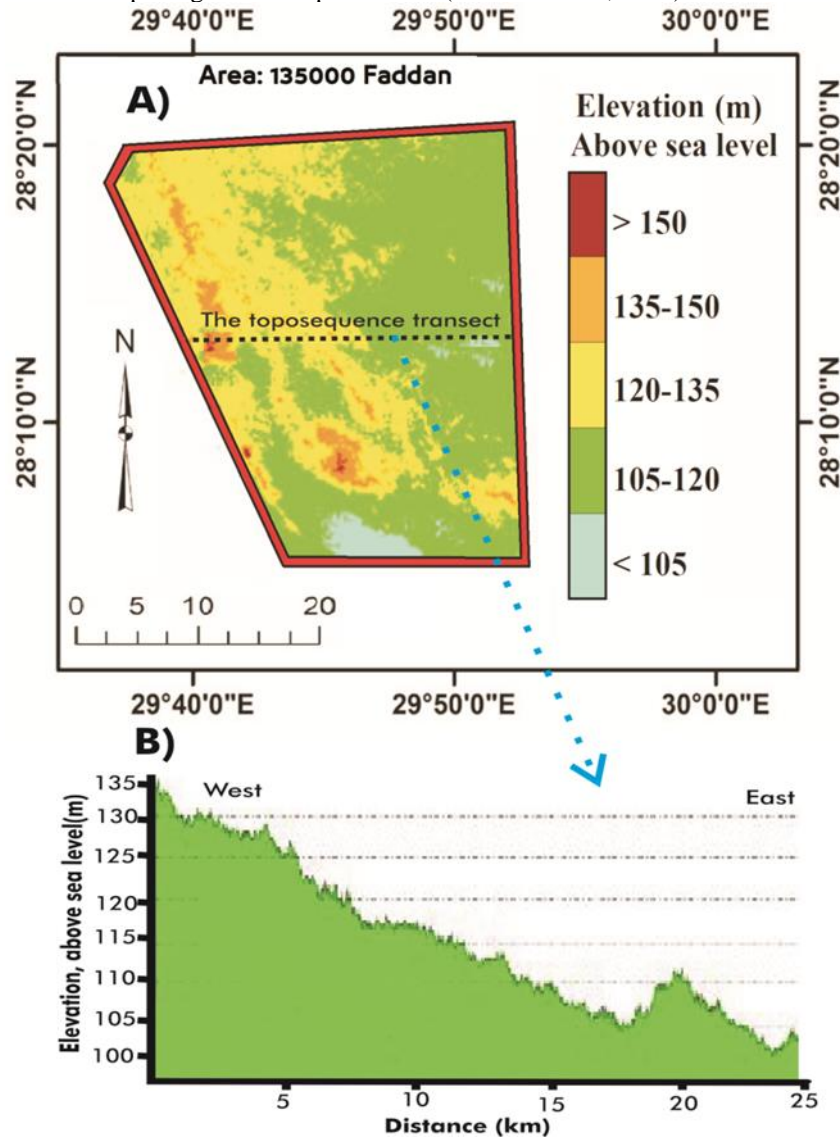 29°40'0"E 29°50'0"E 30°0'0"E
Area: 135000 Faddan
A)
Elevation (m)
Above sea level
28°20'0"N
28°20'0"N
> 150
135-150
The toposequence transect
N
120-135
28°10'0"N
28°10'0"N
105-120
< 105
0 5 10 20
29°40'0"E 29°50'0"E 30°0'0"E
B)
West
East
Elevation, above sea level(m)
135
130
125
120
115
110
105
100
5 10 15 20 25
Distance (km)